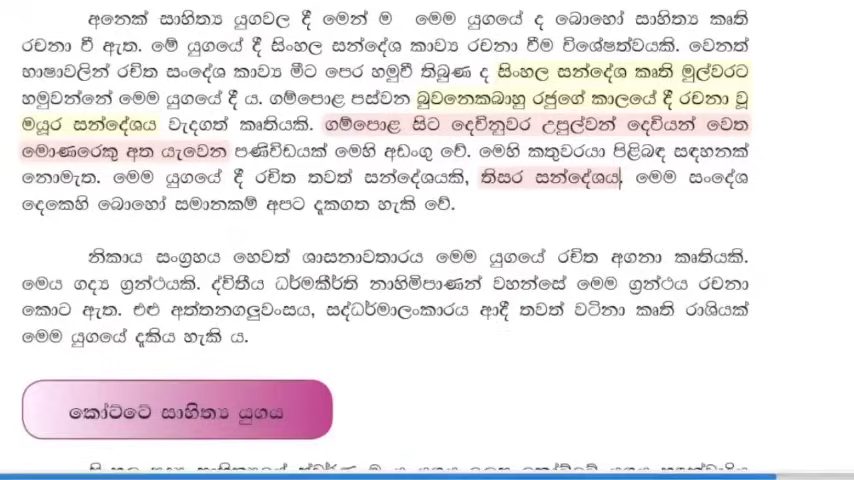 අනෙක් සාහිත්‍ය යුගවල දී මෙන් ම මෙම යුගයේ ද බොහෝ සාහිත්‍ය කෘති
රචනා වී ඇත. මේ යුගයේ දී සිංහල සන්දේශ කාව්‍ය රචනා වීම විශේෂත්වයකි. වෙනත්
භාෂාවලින් රචිත සංදේශ කාව්‍ය මීට පෙර හමුවී තිබුණ ද සිංහල සන්දේශ කෘති මුල්වරට
හමුවන්නේ මෙම යුගයේ දී ය. ගම්පොළ පස්වන බුවනෙකබාහු රජුගේ කාලයේ දී රචනා වූ
මයූර සන්දේශය වැදගත් කෘතියකි. ගම්පොළ සිට දෙවිනුවර උපුල්වන් දෙවියන් වෙත
මොණරෙකු අත යැවෙන පණිවිඩයක් මෙහි අඩංගු වේ. මෙහි කතුවරයා පිළිබඳ සඳහනක්
නොමැත. මෙම යුගයේ දී රචිත තවත් සන්දේශයකි, තිසර සන්දේශය. මෙම සංදේශ
දෙකෙහි බොහෝ සමානකම් අපට දැකගත හැකි වේ.
නිකාය සංග්‍රහය හෙවත් ශාසනාවතාරය මෙම යුගයේ රචිත අගනා කෘතියකි.
මෙය ගද්‍ය ග්‍රන්ථයකි. ද්විතීය ධර්මකීර්ති නාහිමිපාණන් වහන්සේ මෙම ග්‍රන්ථය රචනා
කොට ඇත. එළු අත්තනගලුවංසය, සද්ධර්මාලංකාරය ආදී තවත් වටිනා කෘති රාශියක්
මෙම යුගයේ දැකිය හැකි ය.
කෝට්ටේ සාහිත්‍ය යුගය